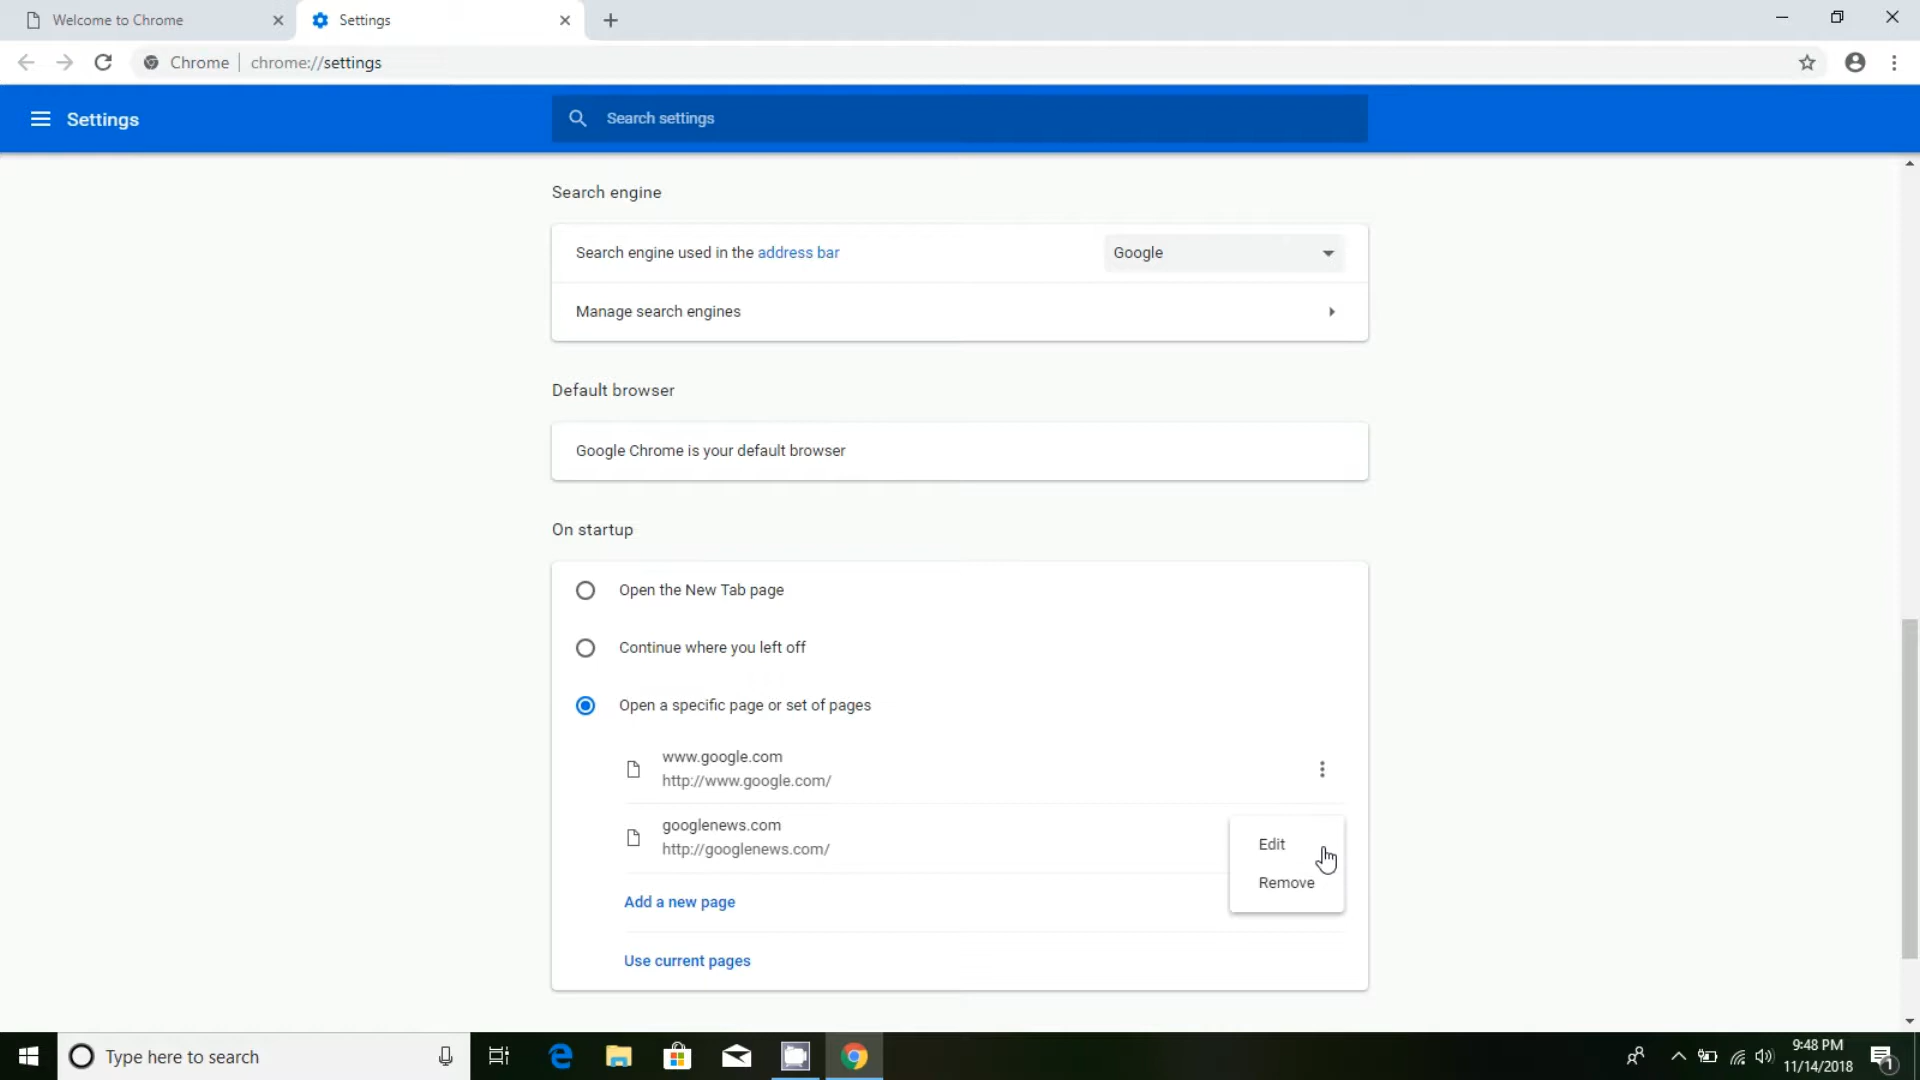 Welcome to Chrome
Settings
Chrome
chrome://settings
Settings
Search settings
Search engine
Search engine used in the address bar
Google
Manage search engines
Default browser
Google Chrome is your default browser
On startup
Open the New Tab page
Continue where you left off
Open a specific page or set of pages
www.google.com
http://www.google.com/
googlenews.com
http://googlenews.com/
Edit
Remove
Add a new page
Use current pages
Type here to search
9:48 PM
11/14/2018
1